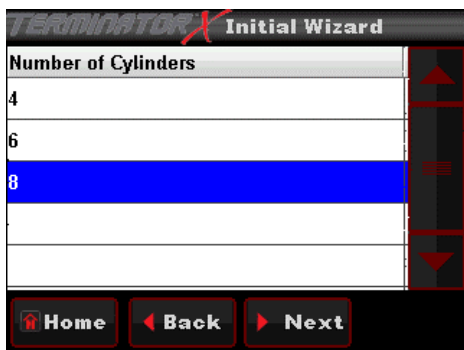 TERMINATOR X Initial Wizard
Number of Cylinders
4
6
8
Home Back Next